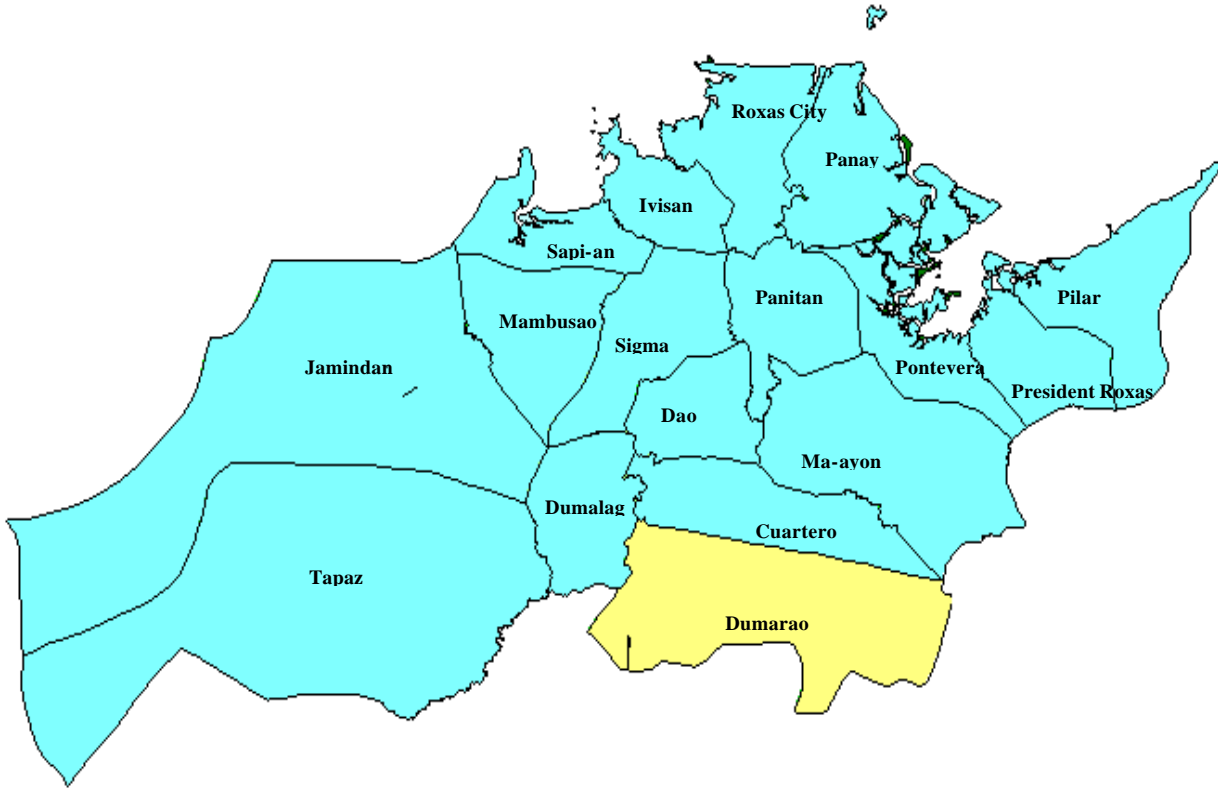 Roxas City
Panay
Ivisan
Sapi-an
Panitan
Pilar
Mambusao
Sigma
Jamindan
Pontevera
President Roxas
Dao
Ma-ayon
Dumalag
Cuartero
Tapaz
Dumarao